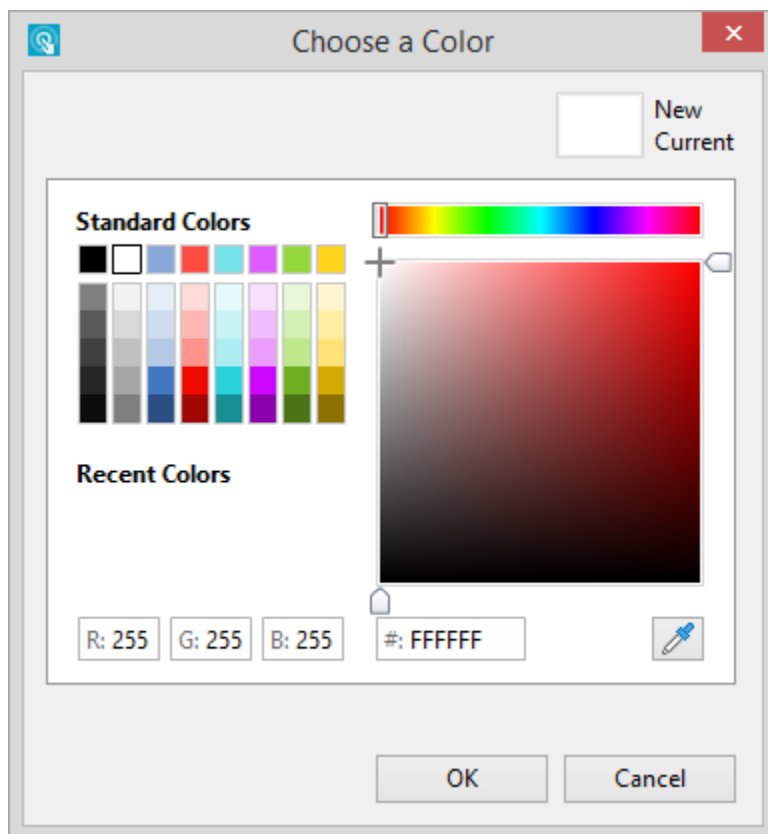 Choose a Color
New
Current
Standard Colors
Recent Colors
R: 255 G: 255 B: 255 #: FFFFFF
OK Cancel